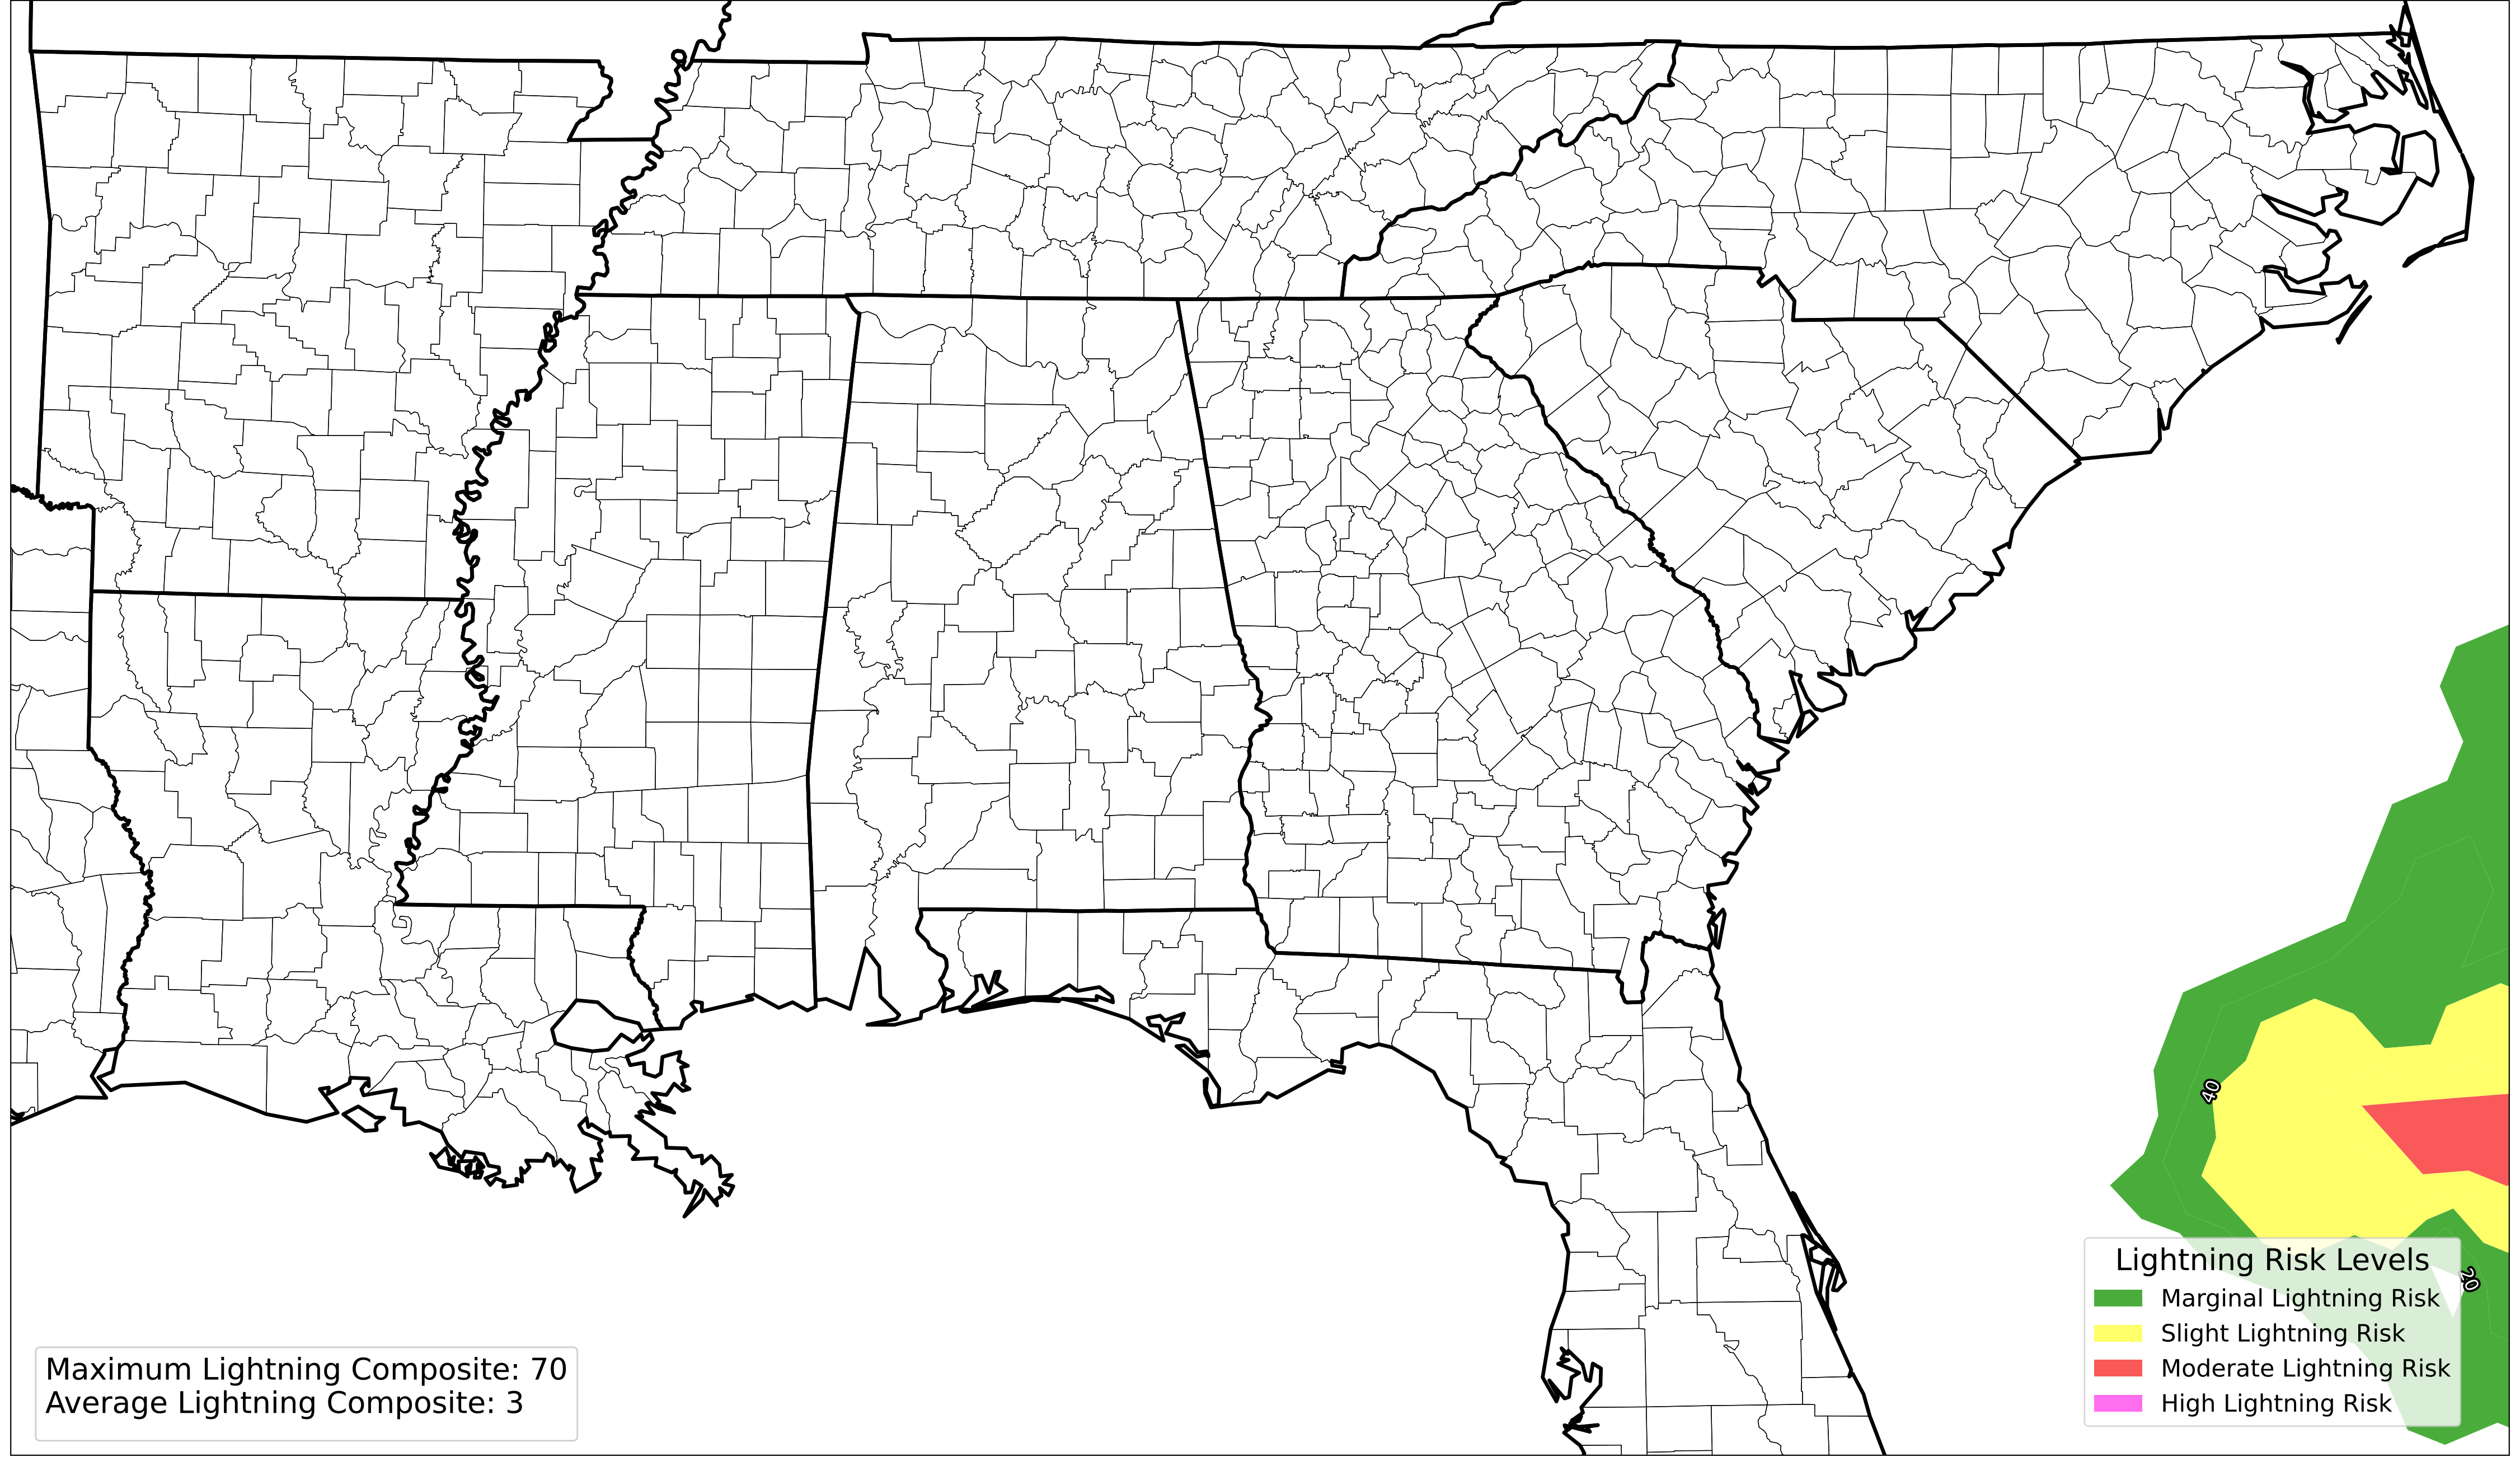 40
20
Lightning Risk Levels
Marginal Lightning Risk
Slight Lightning Risk
Moderate Lightning Risk
High Lightning Risk
Maximum Lightning Composite: 70
Average Lightning Composite: 3